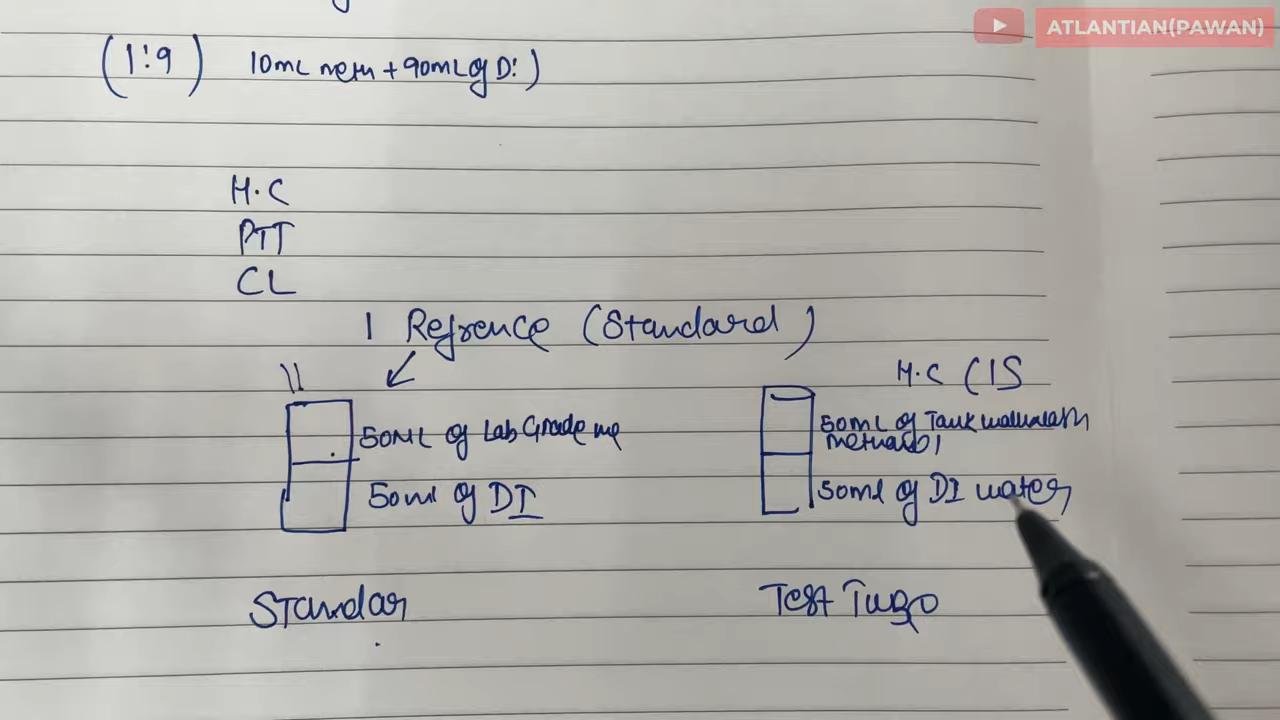 ATLANTIAN(PAWAN)
(1:9) 10mL meth + 90mL of DI)
H.C
PTT
CL
1 Refrence (Standard)
H.C (IS
50ML of Lab Grade me
50ml of DI
50mL of Tank
methanol
50ml of DI water
Standar
Test